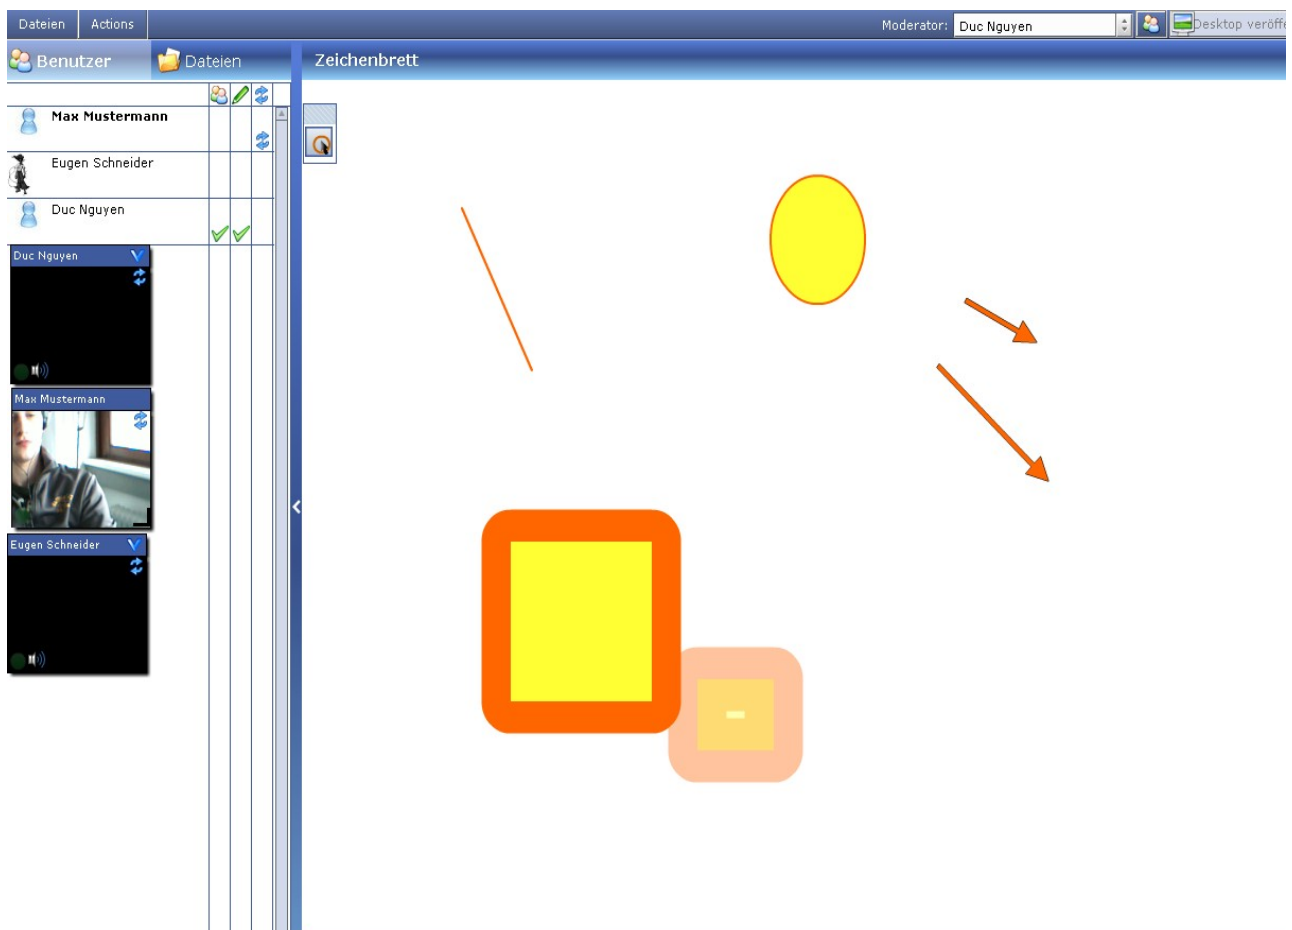 Dateien Actions Moderator: Duc Nguyen Desktop veröffe
Benutzer Dateien Zeichenbrett
Max Mustermann
Eugen Schneider
Duc Nguyen
Duc Nguyen
Max Mustermann
Eugen Schneider